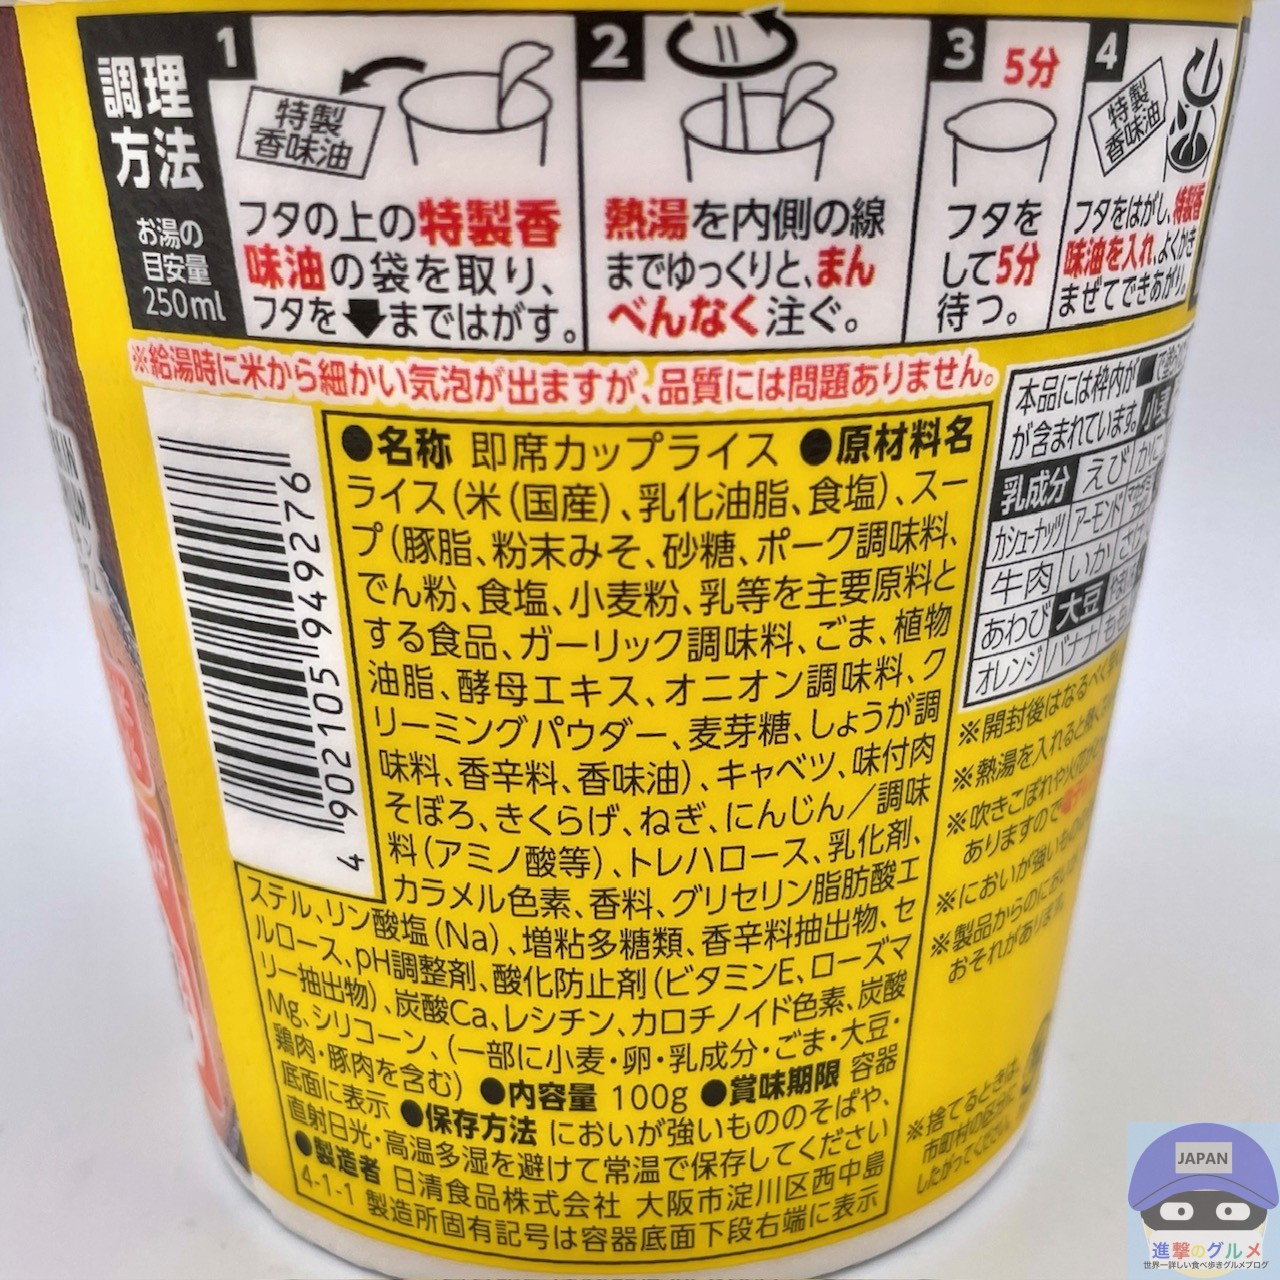 調理
方法
お湯の
目安量
250ml
1
特製
香味油
フタの上の特製香
味油の袋を取り、
フタを⬇まではがす。
2
熱湯を内側の線
までゆっくりと、まん
べんなく注ぐ。
3
5分
フタを
して5分
待つ。
4
特製
香味油
フタをはがし、特製香
味油を入れ、よくかき
まぜてできあがり。
※給湯時に米から細かい気泡が出ますが、品質には問題ありません。
4 902105 949276
●名称 即席カップライス ●原材料名
ライス(米(国産)、乳化油脂、食塩)、スー
プ(豚脂、粉末みそ、砂糖、ポーク調味料、
でん粉、食塩、小麦粉、乳等を主要原料と
する食品、ガーリック調味料、ごま、植物
油脂、酵母エキス、オニオン調味料、ク
リーミングパウダー、麦芽糖、しょうが調
味料、香辛料、香味油)、キャベツ、味付肉
そぼろ、きくらげ、ねぎ、にんじん/調味
料(アミノ酸等)、トレハロース、乳化剤、
カラメル色素、香料、グリセリン脂肪酸エ
ステル、リン酸塩(Na)、増粘多糖類、香辛料抽出物、セ
ルロース、pH調整剤、酸化防止剤(ビタミンE、ローズマ
リー抽出物)、炭酸Ca、レシチン、カロチノイド色素、炭酸
Mg、シリコーン、(一部に小麦・卵・乳成分・ごま・大豆・
鶏肉・豚肉を含む) ●内容量 100g ●賞味期限 容器
底面に表示 ●保存方法 においが強いもののそばや、
直射日光・高温多湿を避けて常温で保存してください
●製造者 日清食品株式会社 大阪市淀川区西中島
4-1-1 製造所固有記号は容器底面下段右端に表示
本品には枠内が■で
が含まれています。小麦
乳成分 えび かに
カシューナッツ アーモンド
牛肉 いか さけ
あわび 大豆
オレンジ バナナ もも
※開封後はなるべく
※熱湯を入れると
※吹きこぼれや
ありますので
※においが強いもの
※製品からのにおい
おそれがあります。
※捨てるときは、
市町村の区分に
したがってください
JAPAN
進撃のグルメ
世界一詳しい食べ歩きグルメブログ